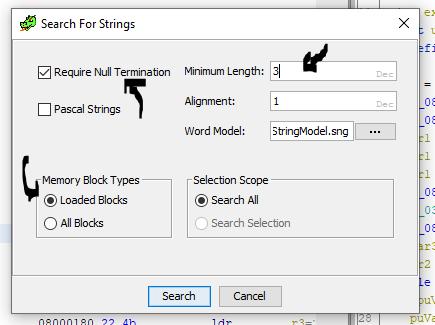 Search For Strings
Require Null Termination
Minimum Length: 3 Dec
Pascal Strings
Alignment: 1 Dec
Word Model: StringModel.sng ...
Memory Block Types
Loaded Blocks
All Blocks
Selection Scope
Search All
Search Selection
Search Cancel
08000180 22 4b ldr
28 puVa